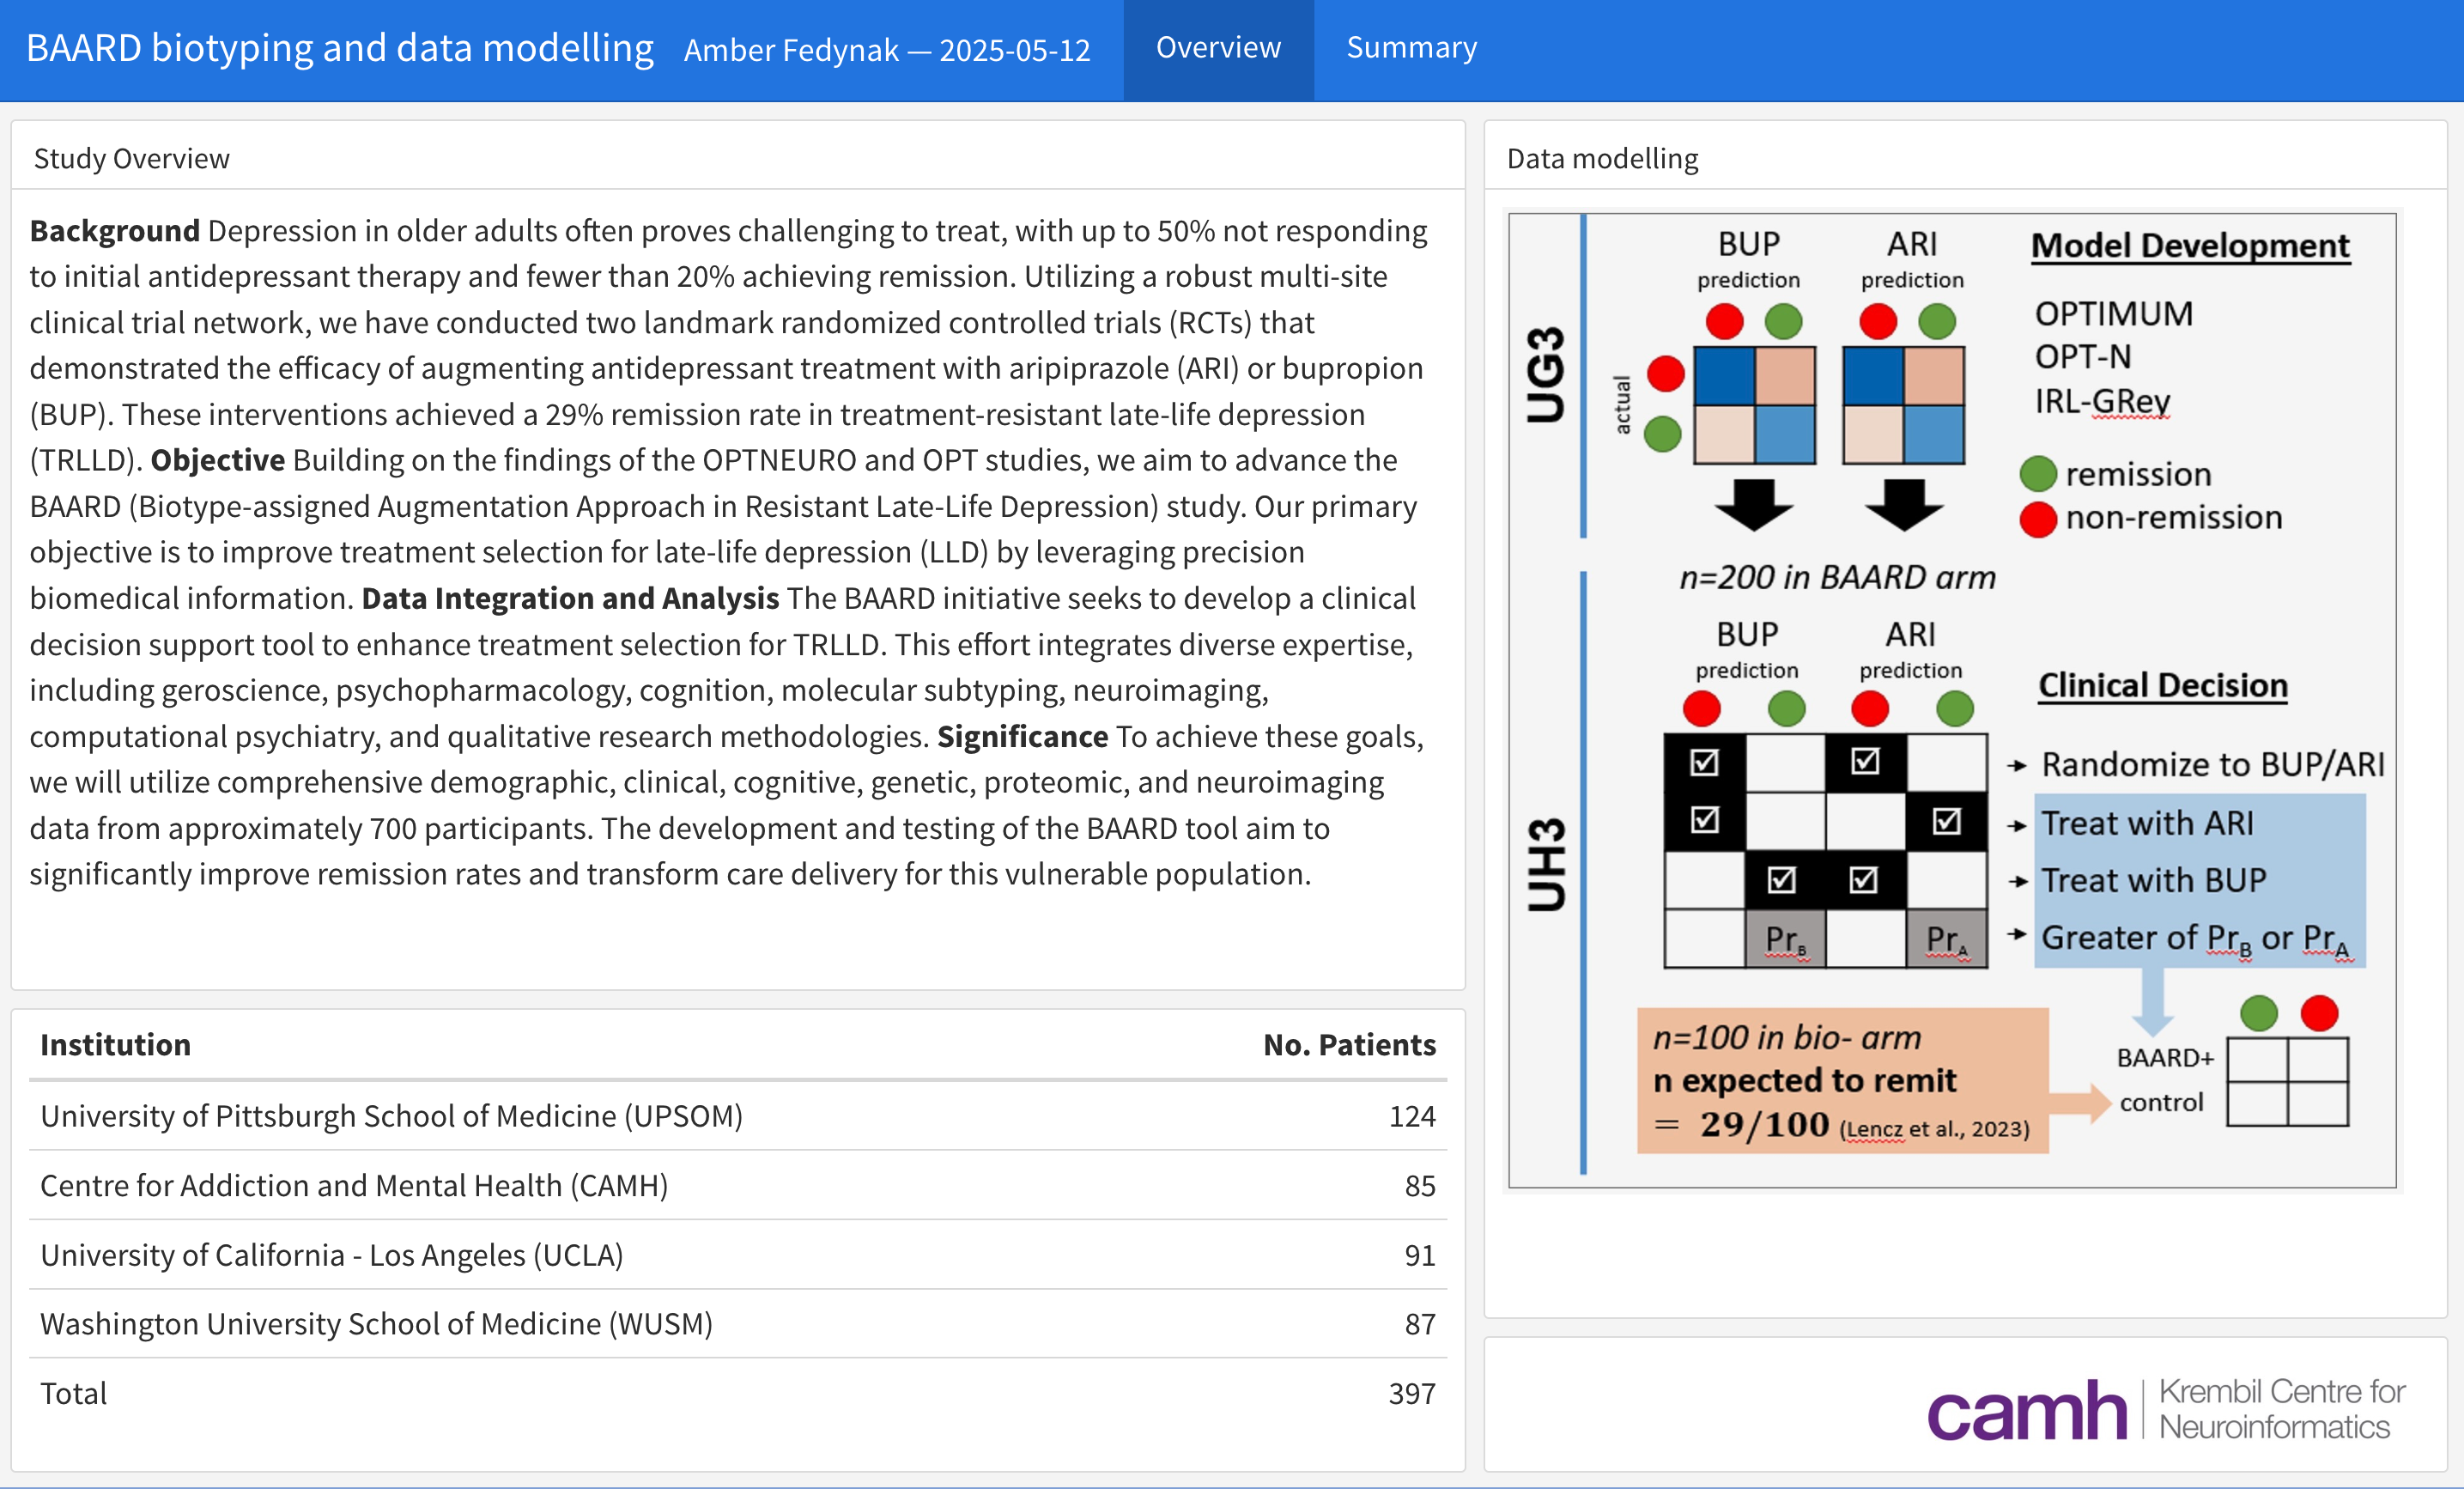 BAARD biotyping and data modelling Amber Fedynak — 2025-05-12 Overview Summary
Study Overview
Background Depression in older adults often proves challenging to treat, with up to 50% not responding
to initial antidepressant therapy and fewer than 20% achieving remission. Utilizing a robust multi-site
clinical trial network, we have conducted two landmark randomized controlled trials (RCTs) that
demonstrated the efficacy of augmenting antidepressant treatment with aripiprazole (ARI) or bupropion
(BUP). These interventions achieved a 29% remission rate in treatment-resistant late-life depression
(TRLLD). Objective Building on the findings of the OPTNEURO and OPT studies, we aim to advance the
BAARD (Biotype-assigned Augmentation Approach in Resistant Late-Life Depression) study. Our primary
objective is to improve treatment selection for late-life depression (LLD) by leveraging precision
biomedical information. Data Integration and Analysis The BAARD initiative seeks to develop a clinical
decision support tool to enhance treatment selection for TRLLD. This effort integrates diverse expertise,
including geroscience, psychopharmacology, cognition, molecular subtyping, neuroimaging,
computational psychiatry, and qualitative research methodologies. Significance To achieve these goals,
we will utilize comprehensive demographic, clinical, cognitive, genetic, proteomic, and neuroimaging
data from approximately 700 participants. The development and testing of the BAARD tool aim to
significantly improve remission rates and transform care delivery for this vulnerable population.
Institution No. Patients
University of Pittsburgh School of Medicine (UPSOM) 124
Centre for Addiction and Mental Health (CAMH) 85
University of California - Los Angeles (UCLA) 91
Washington University School of Medicine (WUSM) 87
Total 397
Data modelling
UG3
BUP ARI
prediction prediction
actual
Model Development
OPTIMUM
OPT-N
IRL-GRey
remission
non-remission
UH3
n=200 in BAARD arm
BUP ARI
prediction prediction
Clinical Decision
Randomize to BUP/ARI
Treat with ARI
Treat with BUP
PrB PrA Greater of PrB or PrA
n=100 in bio- arm
n expected to remit
= 29/100 (Lencz et al., 2023)
BAARD+
control
camh Krembil Centre for
Neuroinformatics